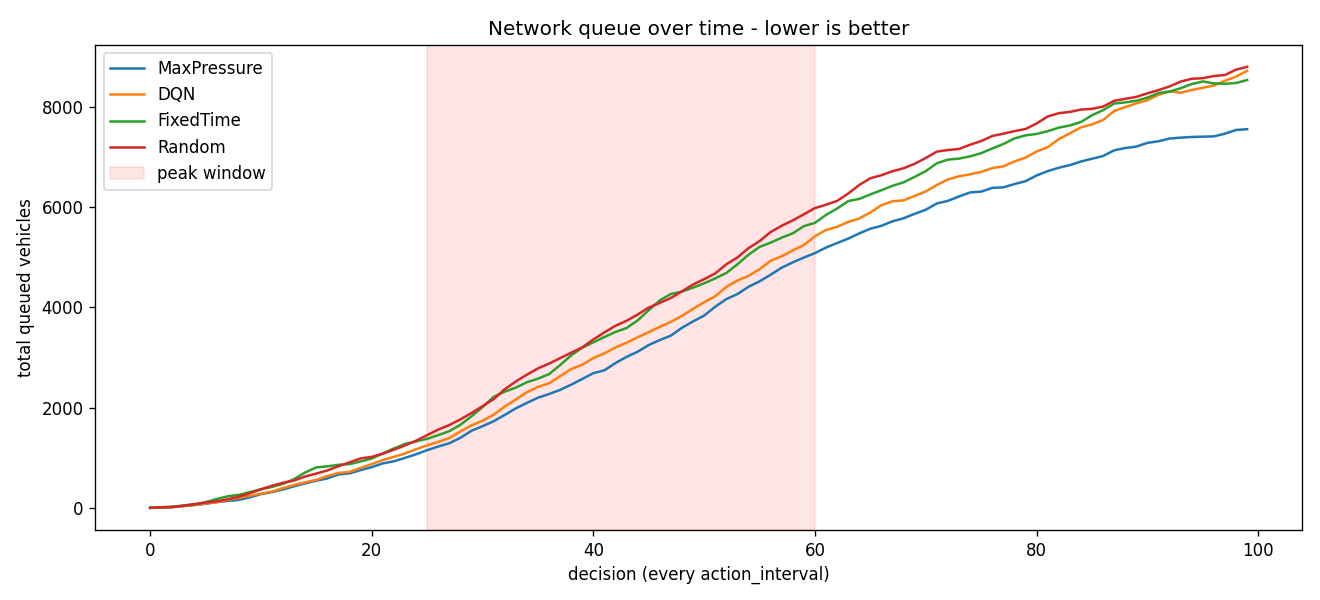 Network queue over time - lower is better
MaxPressure
DQN
FixedTime
Random
peak window
total queued vehicles
8000
6000
4000
2000
0
0 20 40 60 80 100
decision (every action_interval)